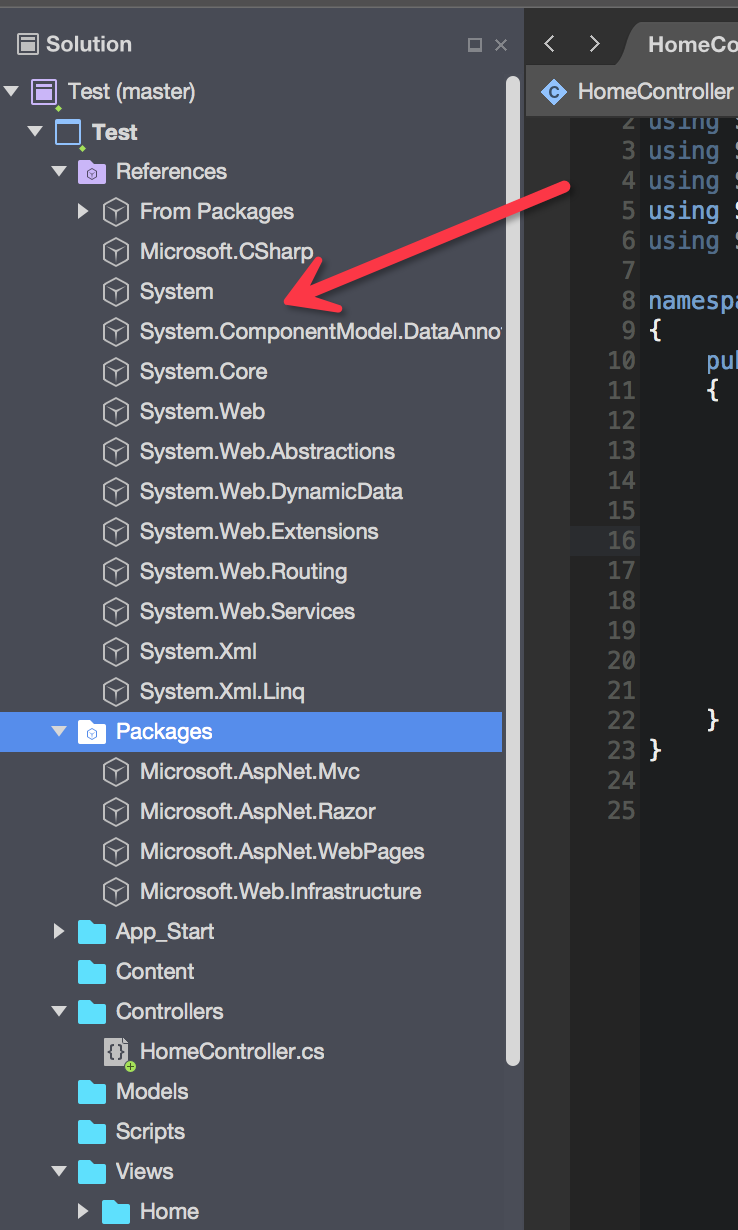 Solution
HomeCo
Test (master)
HomeController
Test
References
From Packages
Microsoft.CSharp
System
System.ComponentModel.DataAnno
System.Core
System.Web
System.Web.Abstractions
System.Web.DynamicData
System.Web.Extensions
System.Web.Routing
System.Web.Services
System.Xml
System.Xml.Linq
Packages
Microsoft.AspNet.Mvc
Microsoft.AspNet.Razor
Microsoft.AspNet.WebPages
Microsoft.Web.Infrastructure
App_Start
Content
Controllers
{} HomeController.cs
Models
Scripts
Views
Home
C
2 using
3 using S
4 using S
5 using S
6 using S
7
8 namespa
9 {
10 pub
11 {
12
13
14
15
16
17
18
19
20
21
22 }
23 }
24
25